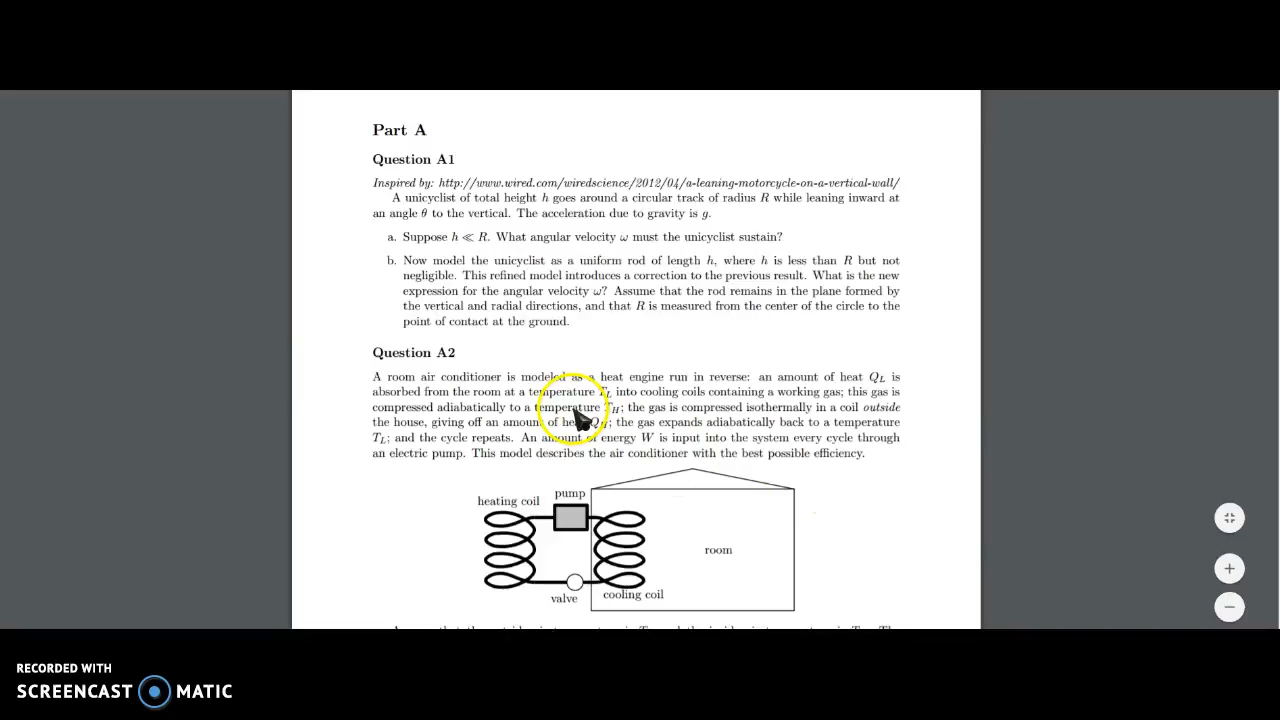 Part A
Question A1
Inspired by: http://www.wired.com/wiredscience/2012/04/a-leaning-motorcycle-on-a-vertical-wall/
A unicyclist of total height h goes around a circular track of radius R while leaning inward at
an angle θ to the vertical. The acceleration due to gravity is g.
a. Suppose h ≪ R. What angular velocity ω must the unicyclist sustain?
b. Now model the unicyclist as a uniform rod of length h, where h is less than R but not
negligible. This refined model introduces a correction to the previous result. What is the new
expression for the angular velocity ω? Assume that the rod remains in the plane formed by
the vertical and radial directions, and that R is measured from the center of the circle to the
point of contact at the ground.
Question A2
A room air conditioner is modeled as a heat engine run in reverse: an amount of heat Q_L is
absorbed from the room at a temperature T_L into cooling coils containing a working gas; this gas is
compressed adiabatically to a temperature T_H; the gas is compressed isothermally in a coil outside
the house, giving off an amount of heat Q_H; the gas expands adiabatically back to a temperature
T_L; and the cycle repeats. An amount of energy W is input into the system every cycle through
an electric pump. This model describes the air conditioner with the best possible efficiency.
pump
heating coil
room
valve
cooling coil
RECORDED WITH
SCREENCAST MATIC